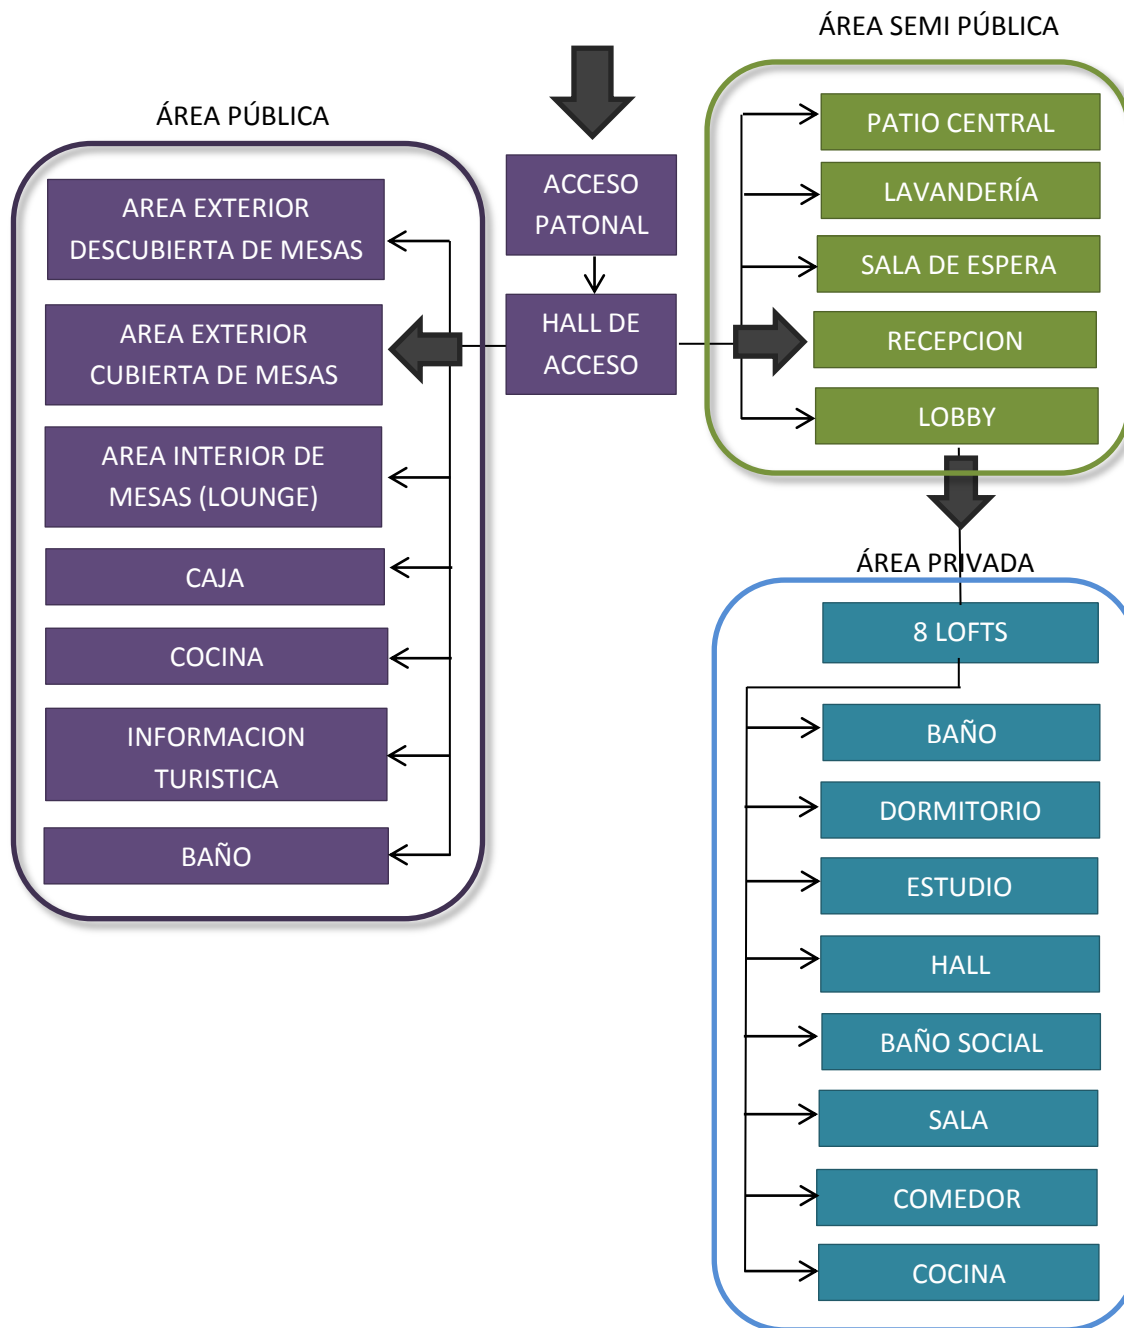 ÁREA PÚBLICA
AREA EXTERIOR
DESCUBIERTA DE MESAS
AREA EXTERIOR
CUBIERTA DE MESAS
AREA INTERIOR DE
MESAS (LOUNGE)
CAJA
COCINA
INFORMACION
TURISTICA
BAÑO
ACCESO
PATONAL
HALL DE
ACCESO
ÁREA SEMI PÚBLICA
PATIO CENTRAL
LAVANDERÍA
SALA DE ESPERA
RECEPCION
LOBBY
ÁREA PRIVADA
8 LOFTS
BAÑO
DORMITORIO
ESTUDIO
HALL
BAÑO SOCIAL
SALA
COMEDOR
COCINA